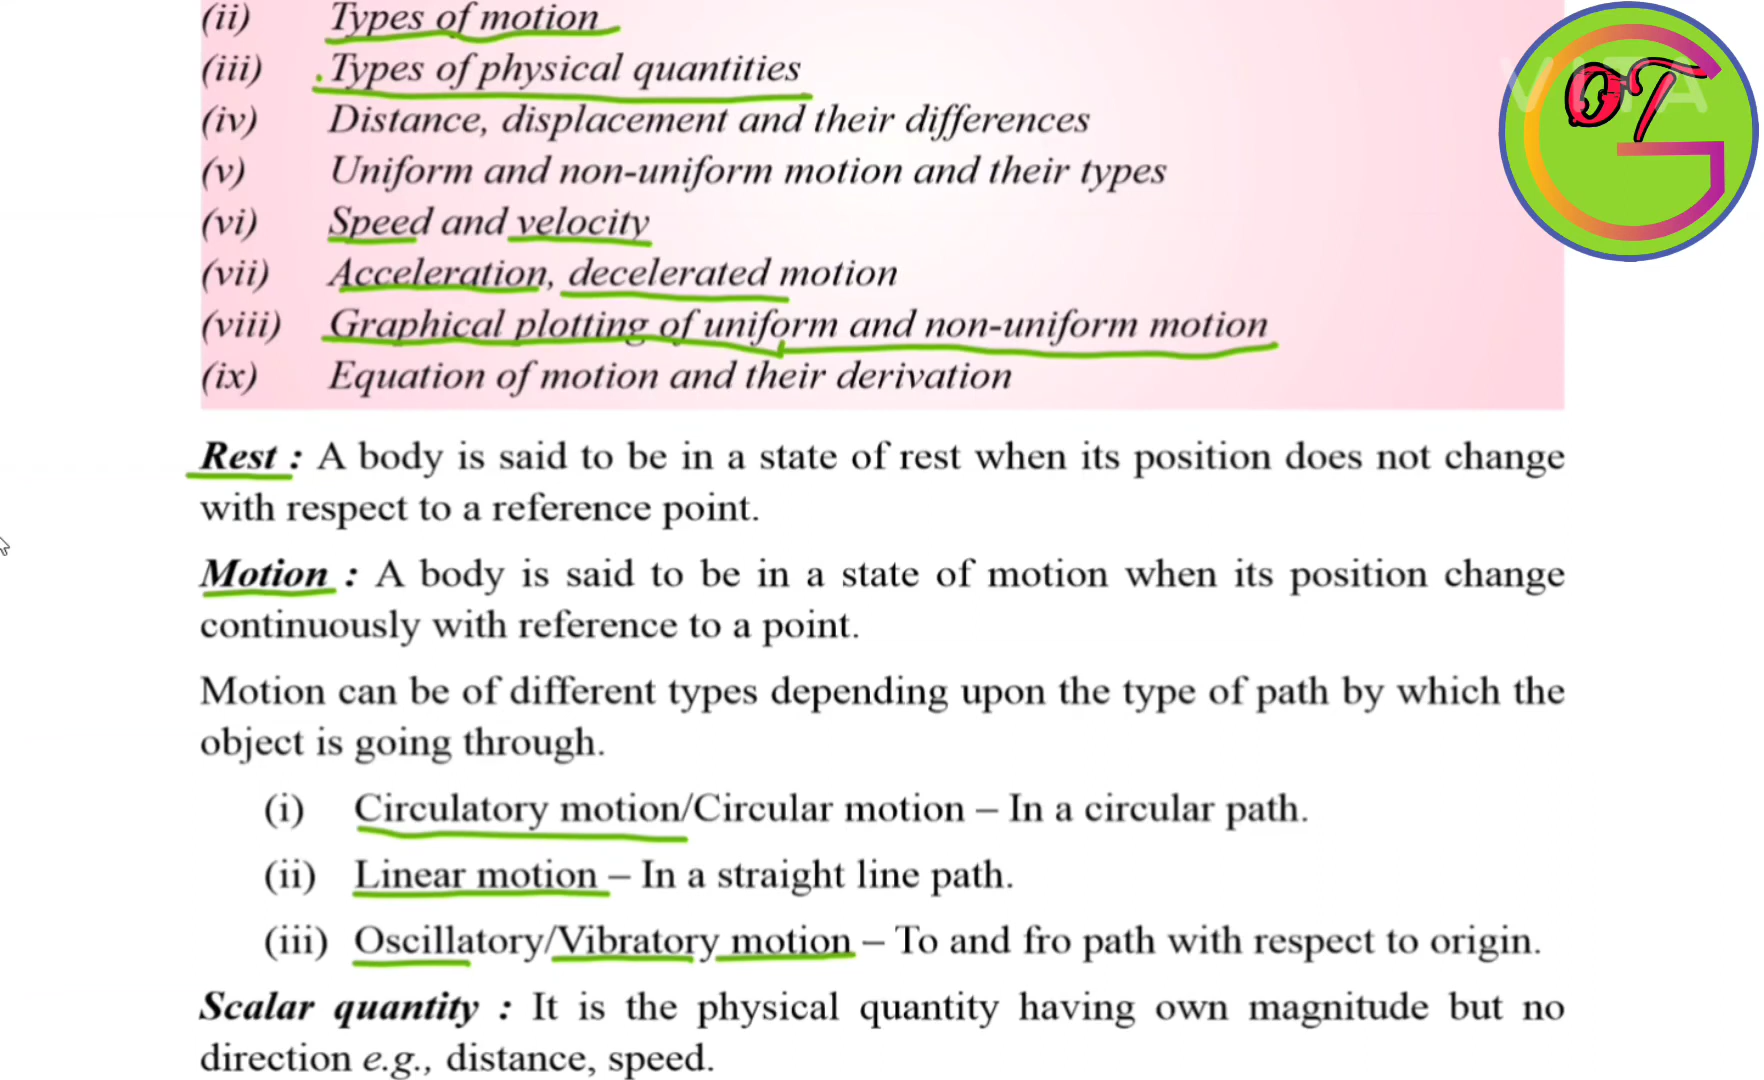 (ii) Types of motion
(iii) Types of physical quantities
(iv) Distance, displacement and their differences
(v) Uniform and non-uniform motion and their types
(vi) Speed and velocity
(vii) Acceleration, decelerated motion
(viii) Graphical plotting of uniform and non-uniform motion
(ix) Equation of motion and their derivation
VITA
GT
Rest : A body is said to be in a state of rest when its position does not change
with respect to a reference point.
Motion : A body is said to be in a state of motion when its position change
continuously with reference to a point.
Motion can be of different types depending upon the type of path by which the
object is going through.
(i) Circulatory motion/Circular motion – In a circular path.
(ii) Linear motion – In a straight line path.
(iii) Oscillatory/Vibratory motion – To and fro path with respect to origin.
Scalar quantity : It is the physical quantity having own magnitude but no
direction e.g., distance, speed.